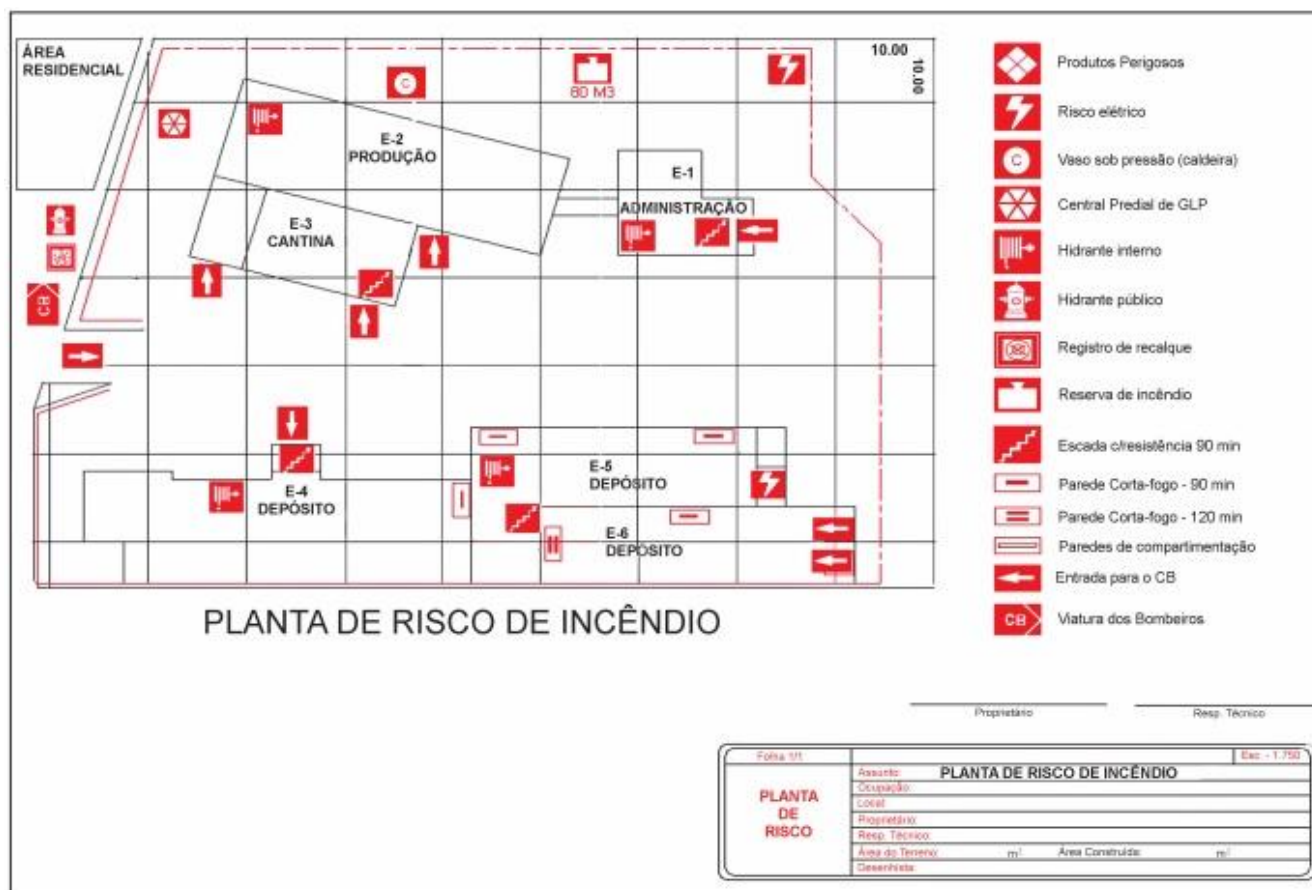 ÁREA
RESIDENCIAL
10.00
10.00
C
80 M3
E-2
PRODUÇÃO
E-1
ADMINISTRAÇÃO
E-3
CANTINA
CB
E-4
DEPÓSITO
E-5
DEPÓSITO
E-6
DEPÓSITO
PLANTA DE RISCO DE INCÊNDIO
Produtos Perigosos
Risco elétrico
C
Vaso sob pressão (caldeira)
Central Predial de GLP
Hidrante interno
Hidrante público
Registro de recalque
Reserva de incêndio
Escada c/resistência 90 min
Parede Corta-fogo - 90 min
Parede Corta-fogo - 120 min
Paredes de compartimentação
Entrada para o CB
CB
Viatura dos Bombeiros
Proprietário
Resp. Técnico
Folha 1/1
Esc. - 1.750
PLANTA
DE
RISCO
Assunto: PLANTA DE RISCO DE INCÊNDIO
Ocupação:
Local:
Proprietário:
Resp. Técnico:
Área do Terreno: m² Área Construída: m²
Desenhista: